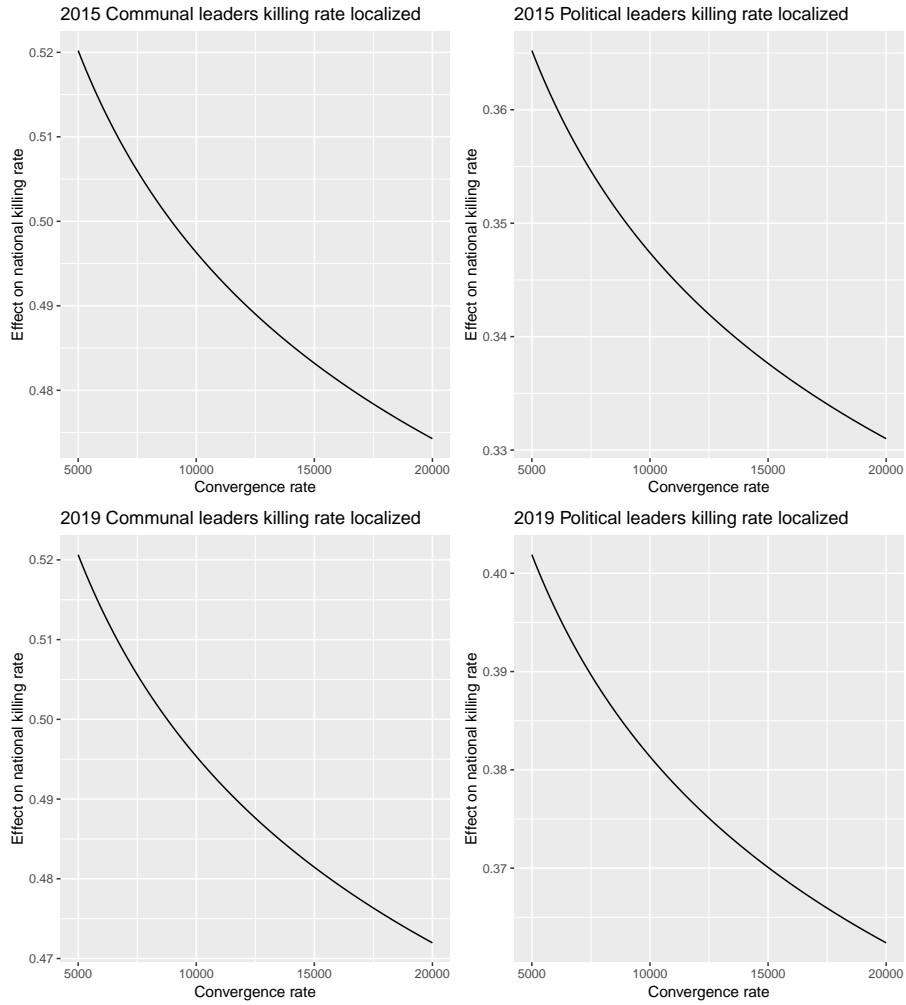 2015 Communal leaders killing rate localized
Effect on national killing rate
0.52
0.51
0.50
0.49
0.48
5000 10000 15000 20000
Convergence rate
2015 Political leaders killing rate localized
Effect on national killing rate
0.36
0.35
0.34
0.33
5000 10000 15000 20000
Convergence rate
2019 Communal leaders killing rate localized
Effect on national killing rate
0.52
0.51
0.50
0.49
0.48
0.47
5000 10000 15000 20000
Convergence rate
2019 Political leaders killing rate localized
Effect on national killing rate
0.40
0.39
0.38
0.37
5000 10000 15000 20000
Convergence rate